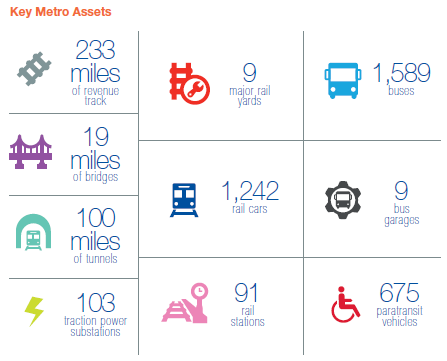 Key Metro Assets
233
miles
of revenue
track
19
miles
of bridges
100
miles
of tunnels
103
traction power
substations
9
major rail
yards
1,242
rail cars
91
rail
stations
1,589
buses
9
bus
garages
675
paratransit
vehicles